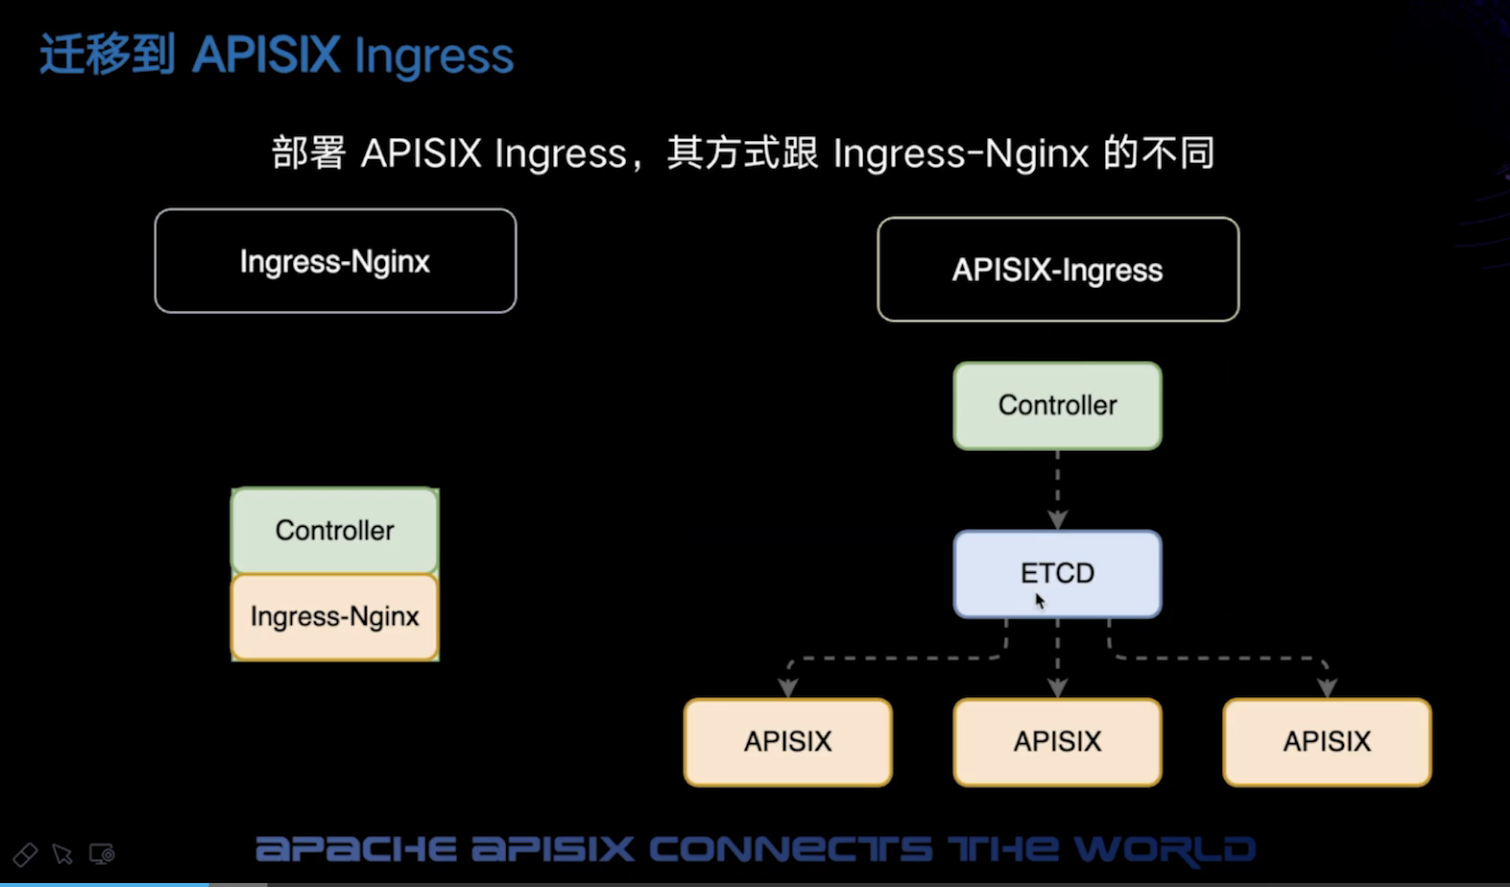 迁移到 APISIX Ingress
部署 APISIX Ingress，其方式跟 Ingress-Nginx 的不同
Ingress-Nginx
APISIX-Ingress
Controller
Controller
ETCD
Ingress-Nginx
APISIX
APISIX
APISIX
APACHE APISIX CONNECTS THE WORLD